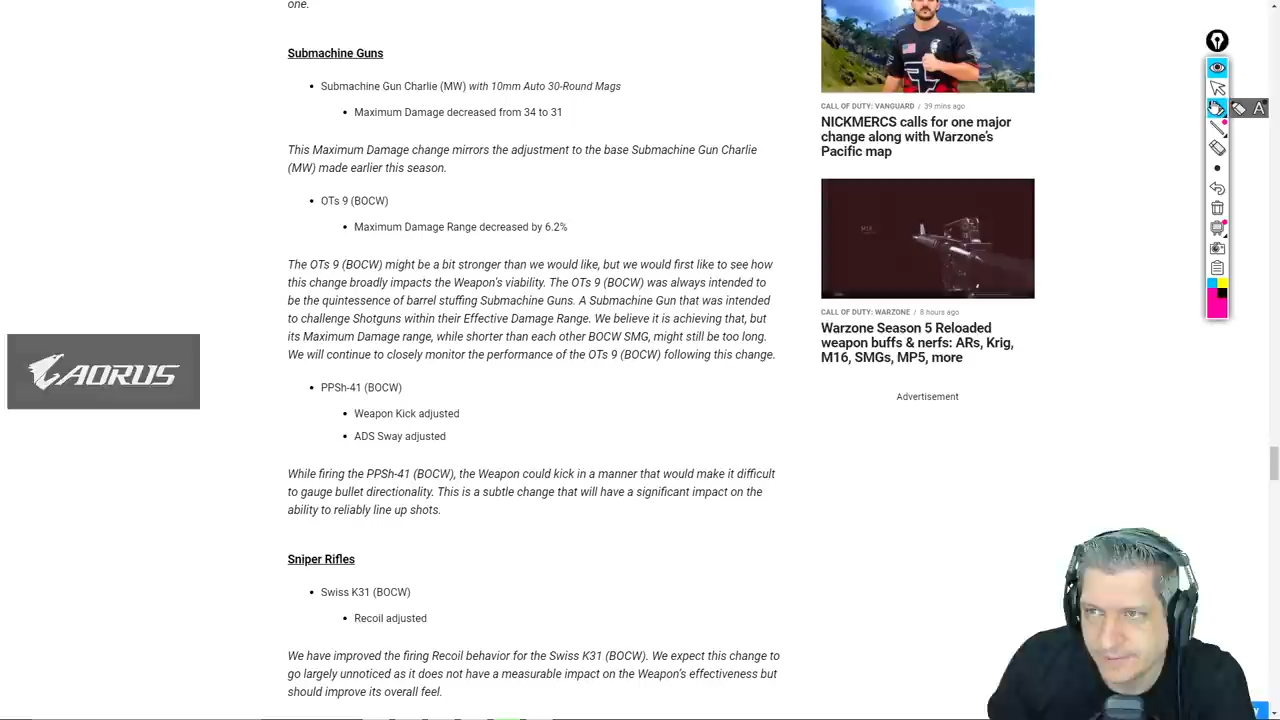 one.
Submachine Guns
Submachine Gun Charlie (MW) with 10mm Auto 30-Round Mags
Maximum Damage decreased from 34 to 31
This Maximum Damage change mirrors the adjustment to the base Submachine Gun Charlie
(MW) made earlier this season.
OTs 9 (BOCW)
Maximum Damage Range decreased by 6.2%
The OTs 9 (BOCW) might be a bit stronger than we would like, but we would first like to see how
this change broadly impacts the Weapon's viability. The OTs 9 (BOCW) was always intended to
be the quintessence of barrel stuffing Submachine Guns. A Submachine Gun that was intended
to challenge Shotguns within their Effective Damage Range. We believe it is achieving that, but
its Maximum Damage range, while shorter than each other BOCW SMG, might still be too long.
We will continue to closely monitor the performance of the OTs 9 (BOCW) following this change.
PPSh-41 (BOCW)
Weapon Kick adjusted
ADS Sway adjusted
While firing the PPSh-41 (BOCW), the Weapon could kick in a manner that would make it difficult
to gauge bullet directionality. This is a subtle change that will have a significant impact on the
ability to reliably line up shots.
Sniper Rifles
Swiss K31 (BOCW)
Recoil adjusted
We have improved the firing Recoil behavior for the Swiss K31 (BOCW). We expect this change to
go largely unnoticed as it does not have a measurable impact on the Weapon's effectiveness but
should improve its overall feel.
CALL OF DUTY: VANGUARD / 39 mins ago
NICKMERCS calls for one major
change along with Warzone's
Pacific map
CALL OF DUTY: WARZONE / 8 hours ago
Warzone Season 5 Reloaded
weapon buffs & nerfs: ARs, Krig,
M16, SMGs, MP5, more
Advertisement
AORUS
A